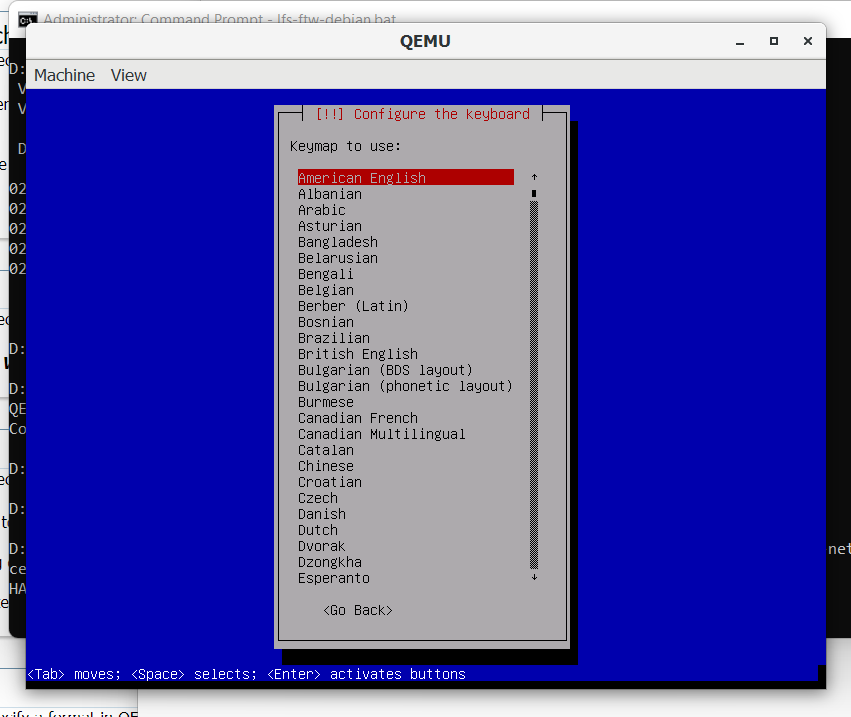 Administrator: Command Prompt - lfs-ftw-debian.bat
QEMU
Machine View
[!!] Configure the keyboard
Keymap to use:
American English
Albanian
Arabic
Asturian
Bangladesh
Belarusian
Bengali
Belgian
Berber (Latin)
Bosnian
Brazilian
British English
Bulgarian (BDS layout)
Bulgarian (phonetic layout)
Burmese
Canadian French
Canadian Multilingual
Catalan
Chinese
Croatian
Czech
Danish
Dutch
Dvorak
Dzongkha
Esperanto
<Go Back>
<Tab> moves; <Space> selects; <Enter> activates buttons